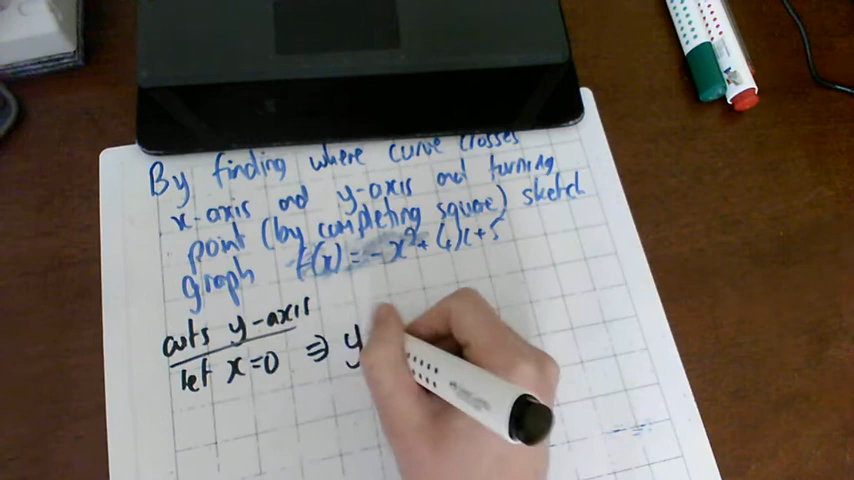 By finding where curve crosses
x-axis and y-axis and turning
point (by completing square) sketch
graph f(x) = -x² + 4x + 5
cuts y-axis
let x=0 ⇒ y